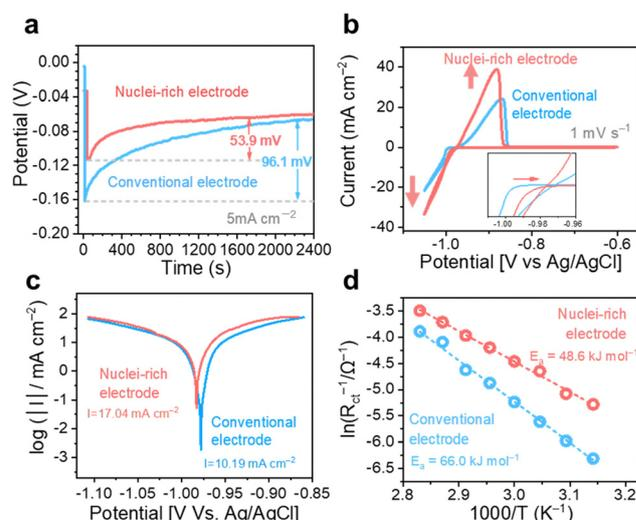 a
Potential (V)
0.00
-0.04
-0.08
-0.12
-0.16
-0.20
Nuclei-rich electrode
53.9 mV
96.1 mV
Conventional electrode
5mA cm⁻²
0 400 800 1200 1600 2000 2400
Time (s)
b
Current (mA cm⁻²)
60
40
20
0
-20
-40
Nuclei-rich electrode
Conventional
electrode
1 mV s⁻¹
-1.00 -0.98 -0.96
-1.0 -0.8 -0.6
Potential [V vs Ag/AgCl]
c
log (|I| / mA cm⁻²)
2
1
0
-1
-2
-3
Nuclei-rich
electrode
I=17.04 mA cm⁻²
Conventional
electrode
I=10.19 mA cm⁻²
-1.10 -1.05 -1.00 -0.95 -0.90 -0.85
Potential [V Vs. Ag/AgCl]
d
ln(Rct⁻¹/Ω⁻¹)
-3.5
-4.0
-4.5
-5.0
-5.5
-6.0
-6.5
Nuclei-rich
electrode
Ea = 48.6 kJ mol⁻¹
Conventional
electrode
Ea = 66.0 kJ mol⁻¹
2.8 2.9 3.0 3.1 3.2
1000/T (K⁻¹)